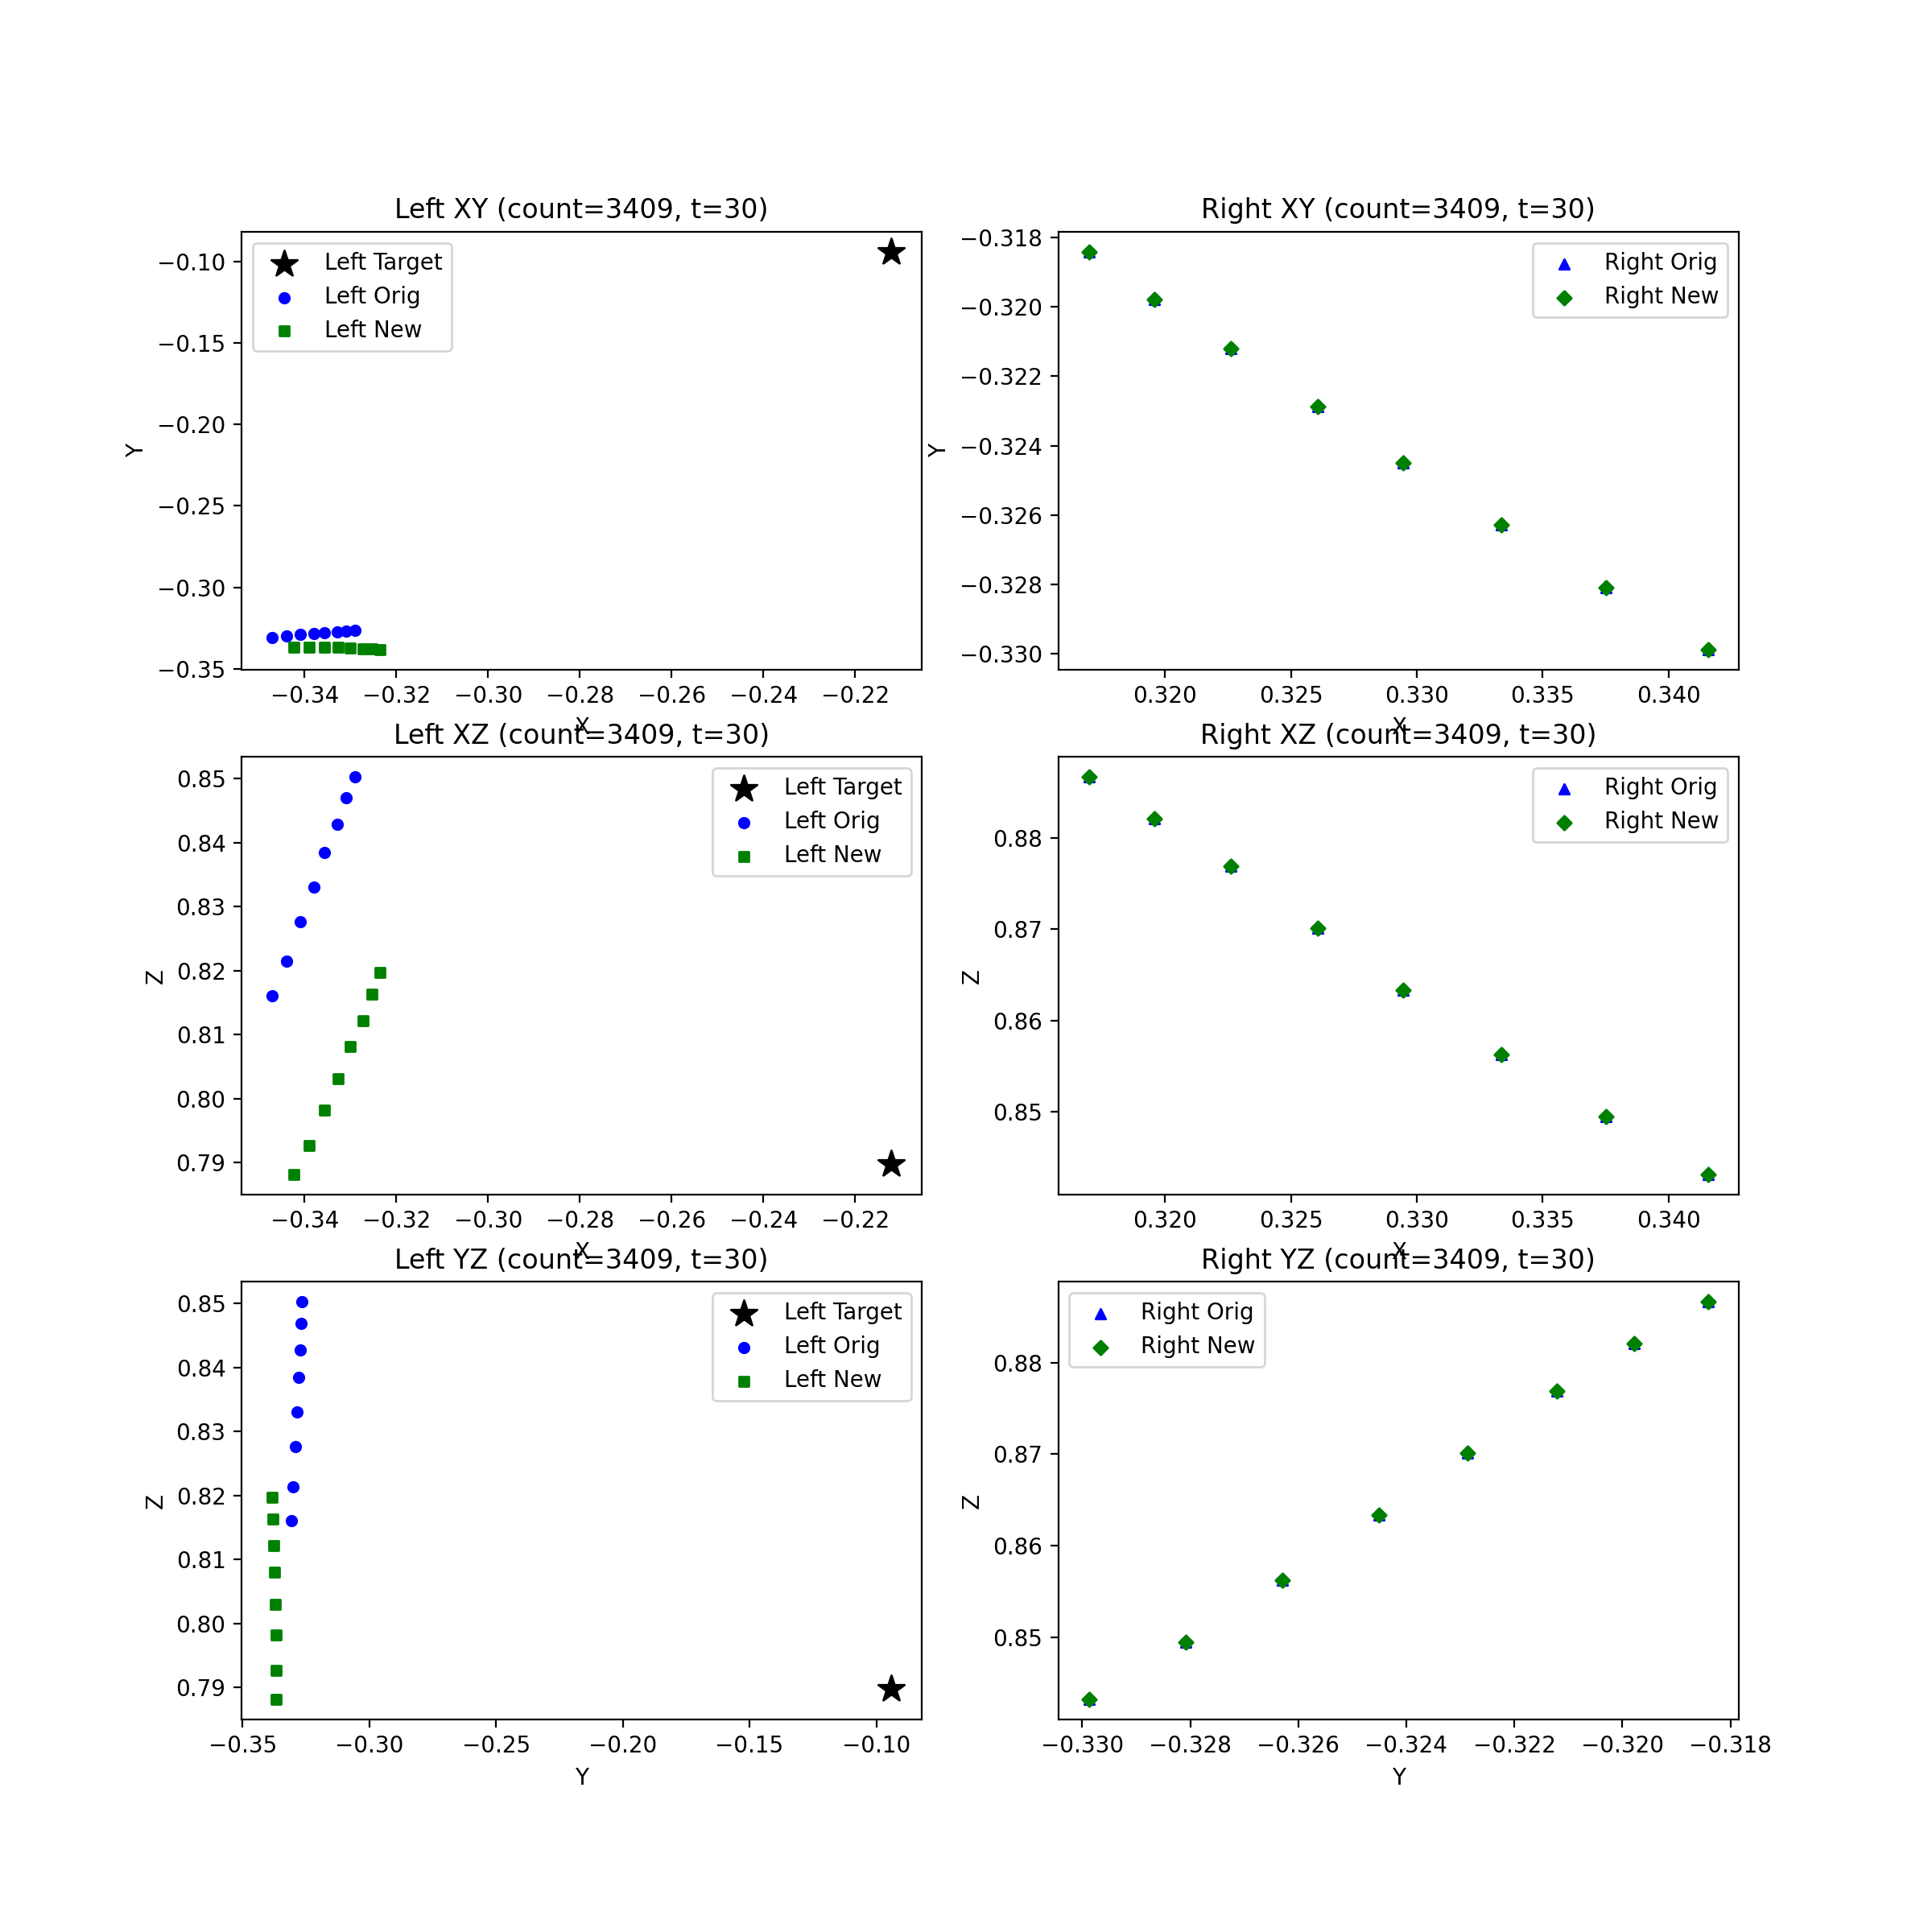 Left XY (count=3409, t=30)
−0.10
−0.15
−0.20
−0.25
−0.30
−0.35
Y
Left Target
Left Orig
Left New
−0.34 −0.32 −0.30 −0.28 −0.26 −0.24 −0.22
X
Right XY (count=3409, t=30)
−0.318
−0.320
−0.322
−0.324
−0.326
−0.328
−0.330
Y
Right Orig
Right New
0.320 0.325 0.330 0.335 0.340
X
Left XZ (count=3409, t=30)
0.85
0.84
0.83
0.82
0.81
0.80
0.79
Z
Left Target
Left Orig
Left New
−0.34 −0.32 −0.30 −0.28 −0.26 −0.24 −0.22
X
Right XZ (count=3409, t=30)
0.88
0.87
0.86
0.85
Z
Right Orig
Right New
0.320 0.325 0.330 0.335 0.340
X
Left YZ (count=3409, t=30)
0.85
0.84
0.83
0.82
0.81
0.80
0.79
Z
Left Target
Left Orig
Left New
−0.35 −0.30 −0.25 −0.20 −0.15 −0.10
Y
Right YZ (count=3409, t=30)
0.88
0.87
0.86
0.85
Z
Right Orig
Right New
−0.330 −0.328 −0.326 −0.324 −0.322 −0.320 −0.318
Y